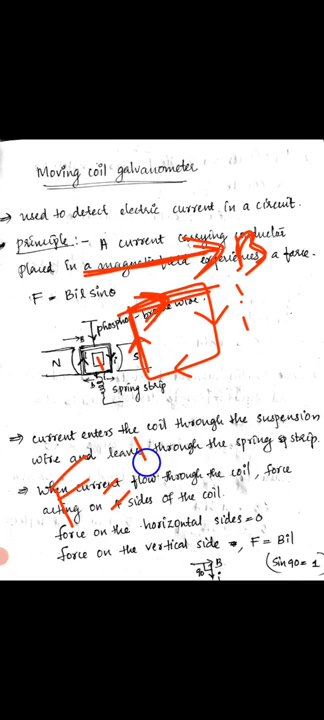 Moving coil galvanometer
⇒ used to detect electric current in a circuit.
principle :- A current carrying conductor
placed in a magnetic field experiences a force.
F = Bil sinθ
B
phosphor-bronze wire.
N
S
B
i
b
spring strip
⇒ current enters the coil through the suspension
wire and leave through the spring strip.
⇒ When current flow through the coil, force
acting on 4 sides of the coil.
force on the horizontal sides = 0
force on the vertical side, F = Bil
90 B
i
(sin 90 = 1)